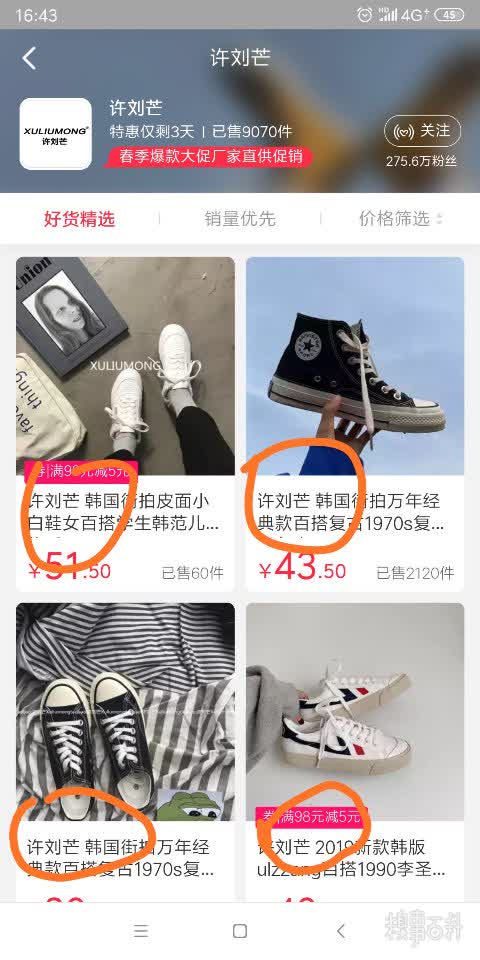 16:43
HD 4G+ 45
许刘芒
XULIUMONG®
许刘芒
许刘芒
特惠仅剩3天 | 已售9070件
春季爆款大促厂家直供促销
关注
275.6万粉丝
好货精选
销量优先
价格筛选
union
XULIUMONG
thing
券|满98元减5元
许刘芒 韩国街拍皮面小
白鞋女百搭学生韩范儿...
¥51.50
已售60件
许刘芒 韩国街拍万年经
典款百搭复古1970s复...
¥43.50
已售2120件
许刘芒 韩国街拍万年经
典款百搭复古1970s复...
券|满98元减5元
许刘芒 2019新款韩版
ulzzang百搭1990李圣...